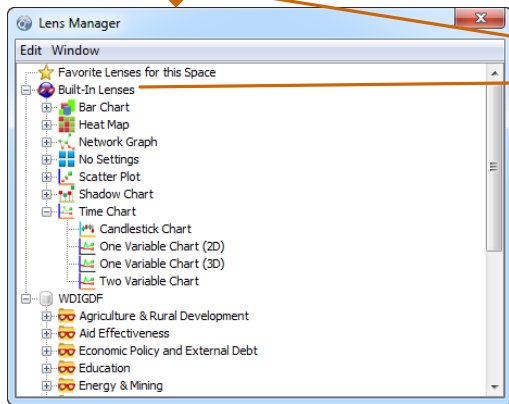 Lens Manager
Edit Window
Favorite Lenses for this Space
Built-In Lenses
Bar Chart
Heat Map
Network Graph
No Settings
Scatter Plot
Shadow Chart
Time Chart
Candlestick Chart
One Variable Chart (2D)
One Variable Chart (3D)
Two Variable Chart
WDIGDF
Agriculture & Rural Development
Aid Effectiveness
Economic Policy and External Debt
Education
Energy & Mining